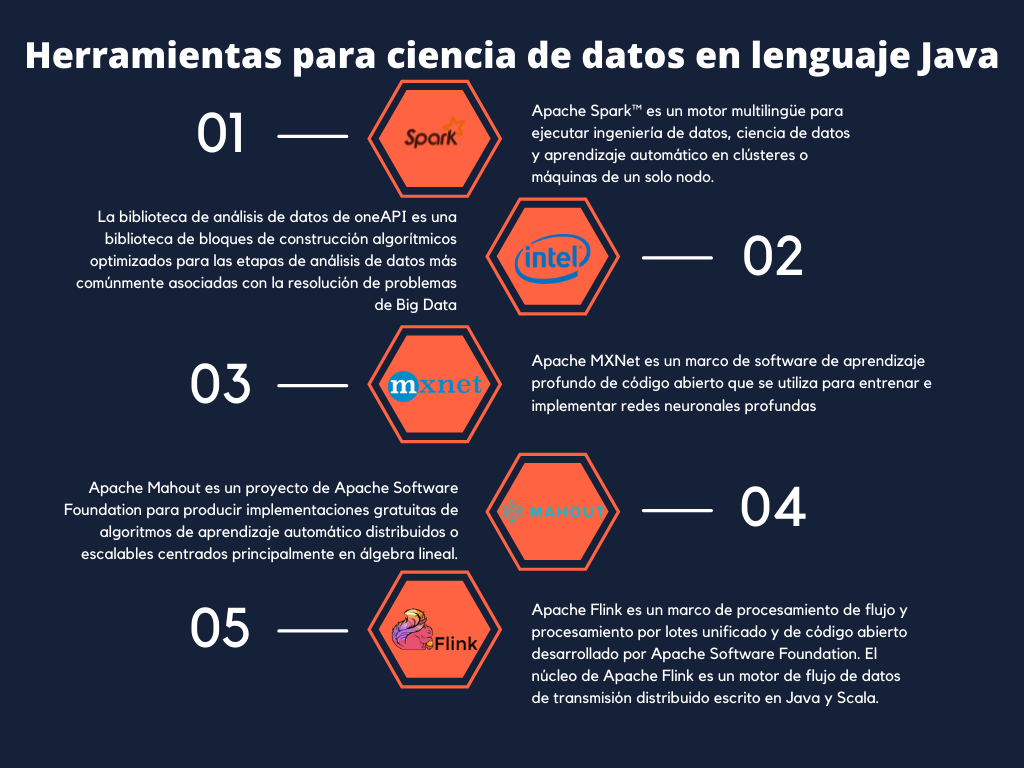 Herramientas para ciencia de datos en lenguaje Java
01
Spark
Apache Spark™ es un motor multilingüe para
ejecutar ingeniería de datos, ciencia de datos
y aprendizaje automático en clústeres o
máquinas de un solo nodo.
La biblioteca de análisis de datos de oneAPI es una
biblioteca de bloques de construcción algorítmicos
optimizados para las etapas de análisis de datos más
comúnmente asociadas con la resolución de problemas
de Big Data
intel
02
03
mxnet
Apache MXNet es un marco de software de aprendizaje
profundo de código abierto que se utiliza para entrenar e
implementar redes neuronales profundas
Apache Mahout es un proyecto de Apache Software
Foundation para producir implementaciones gratuitas de
algoritmos de aprendizaje automático distribuidos o
escalables centrados principalmente en álgebra lineal.
MAHOUT
04
05
Flink
Apache Flink es un marco de procesamiento de flujo y
procesamiento por lotes unificado y de código abierto
desarrollado por Apache Software Foundation. El
núcleo de Apache Flink es un motor de flujo de datos
de transmisión distribuido escrito en Java y Scala.